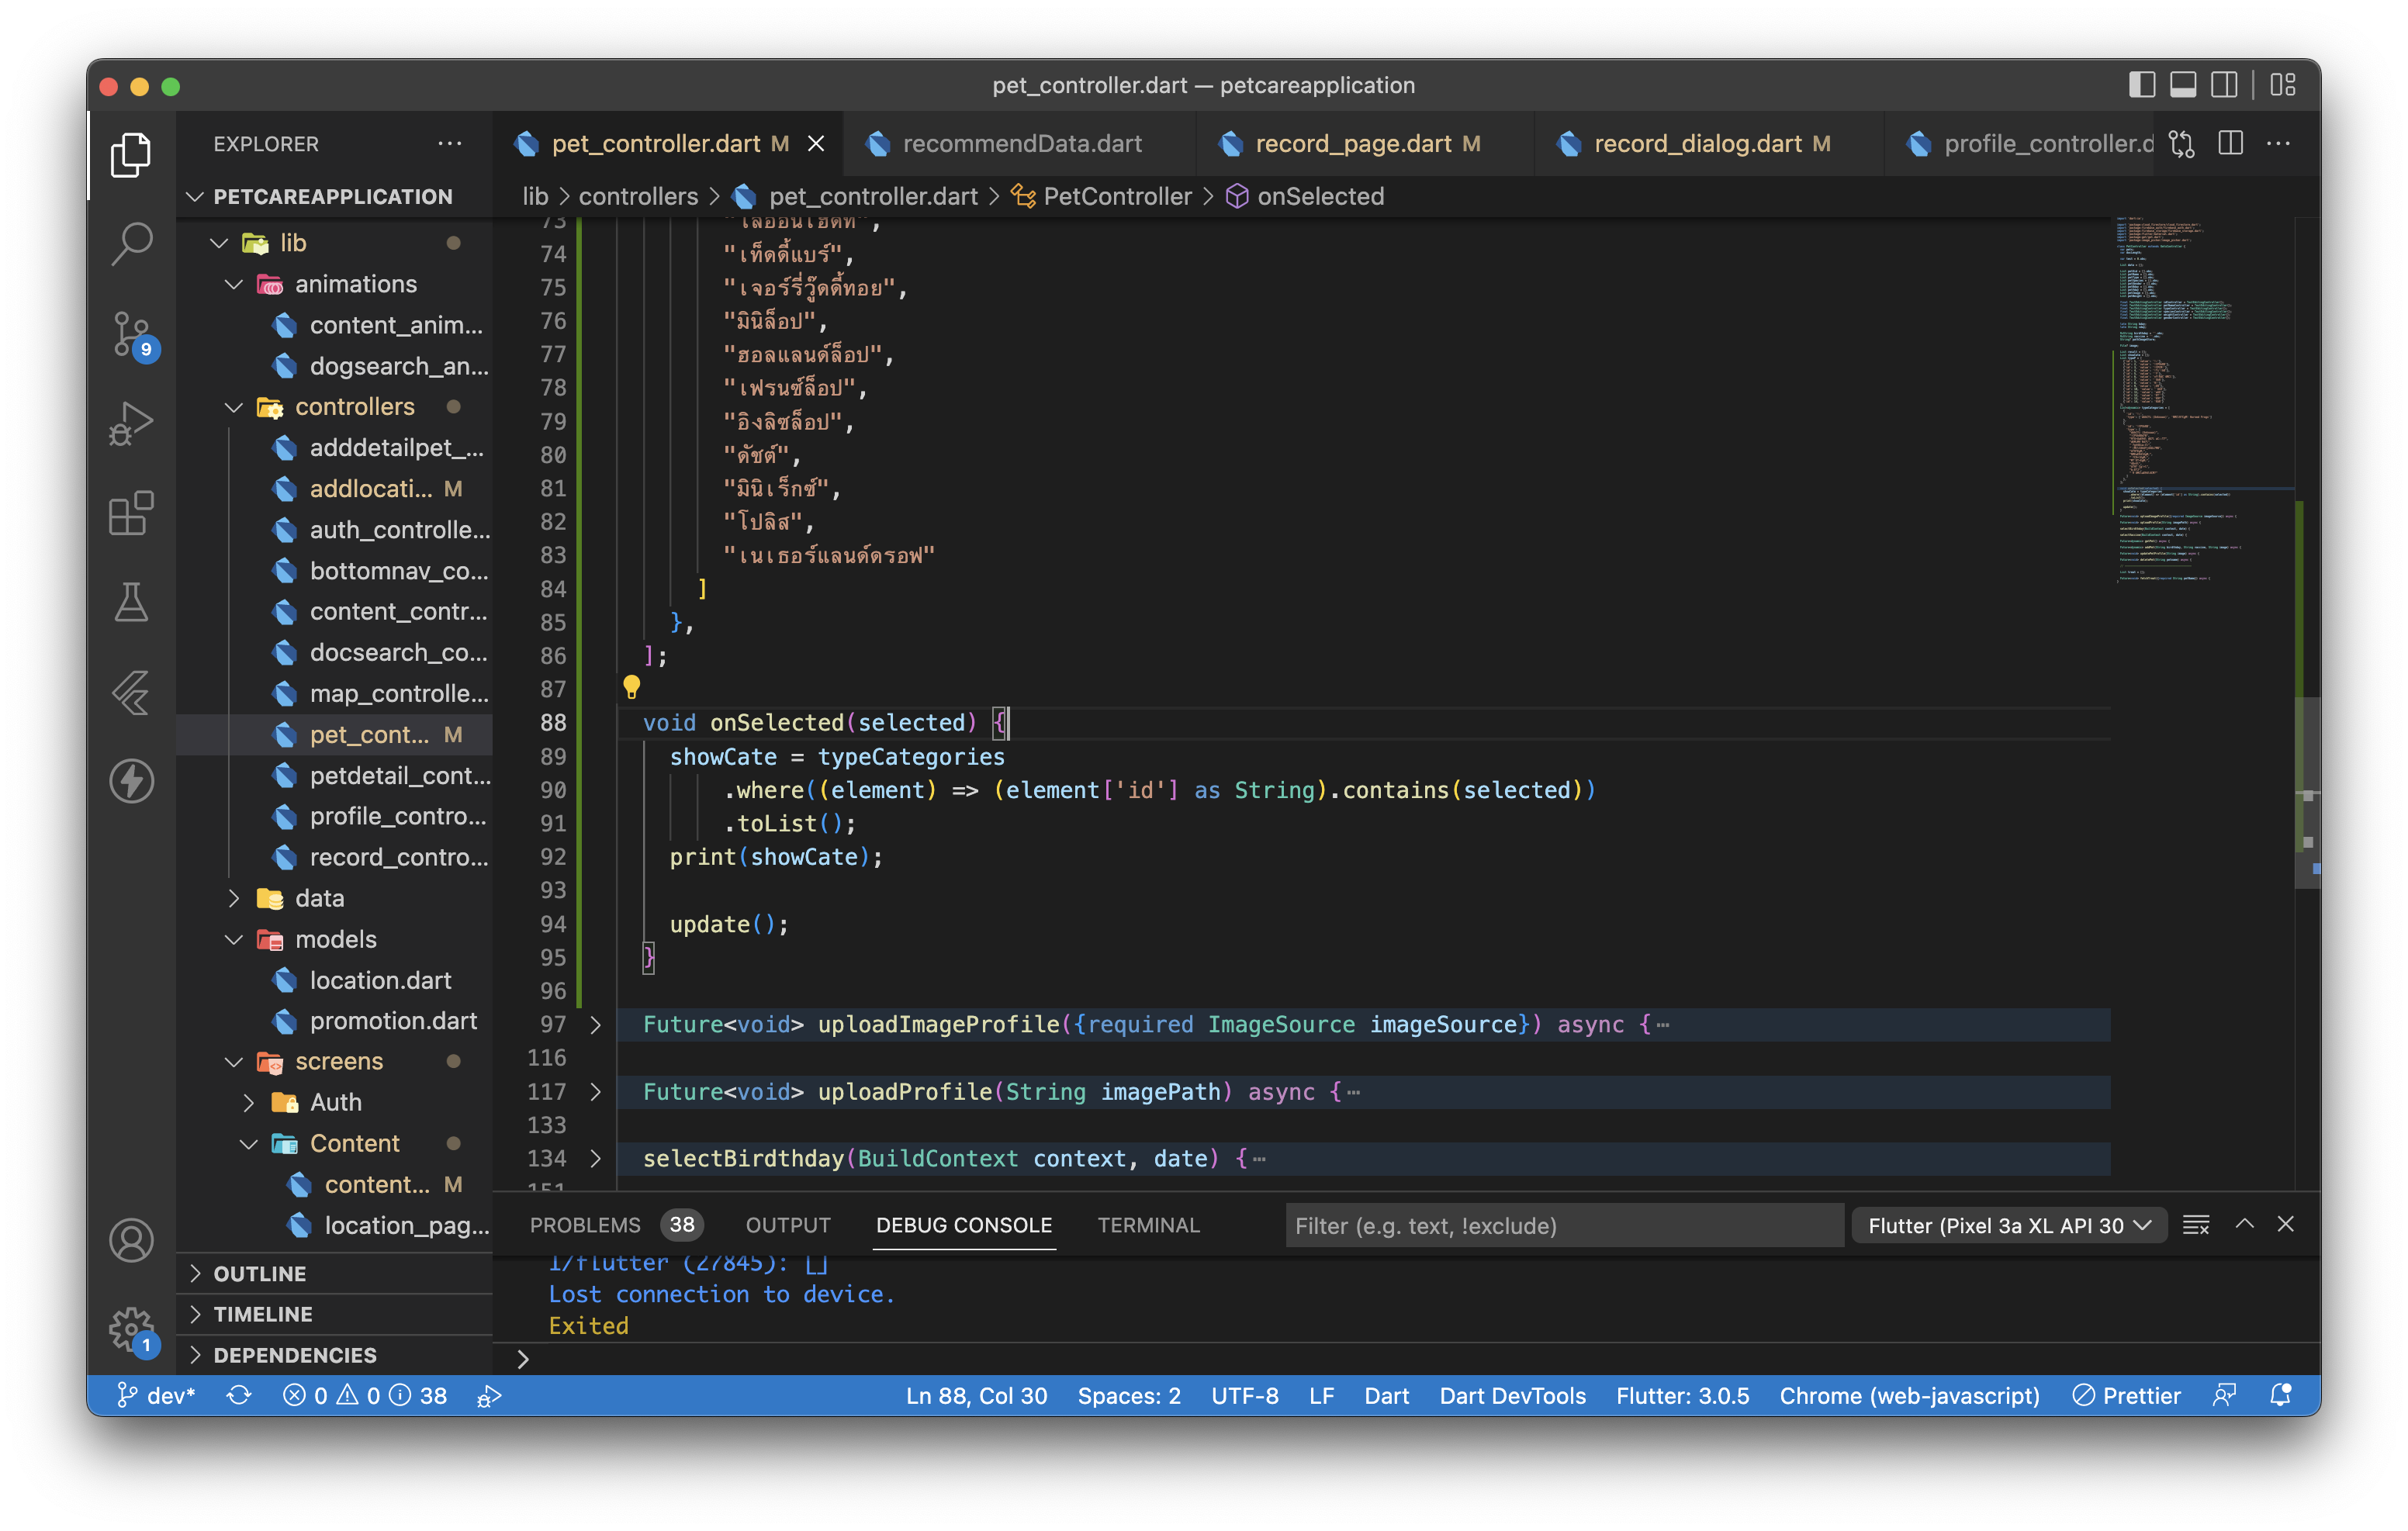 pet_controller.dart — petcareapplication
EXPLORER
pet_controller.dart M
recommendData.dart
record_page.dart M
record_dialog.dart M
profile_controller.d
PETCAREAPPLICATION
lib > controllers > pet_controller.dart > PetController > onSelected
lib
animations
content_anim...
dogsearch_an...
controllers
adddetailpet_...
addlocati... M
auth_controlle...
bottomnav_co...
content_contr...
docsearch_co...
map_controlle...
pet_cont... M
petdetail_cont...
profile_contro...
record_contro...
data
models
location.dart
promotion.dart
screens
Auth
Content
content... M
location_pag...
OUTLINE
TIMELINE
DEPENDENCIES
9
1
73
74 "เท็ดดี้แบร์",
75 "เจอร์รี่วู๊ดดี้ทอย",
76 "มินิล็อป",
77 "ฮอลแลนด์ล็อป",
78 "เฟรนซ์ล็อป",
79 "อิงลิซล็อป",
80 "ดัชต์",
81 "มินิเร็กซ์",
82 "โปลิส",
83 "เนเธอร์แลนด์ดรอฟ"
84 ]
85 },
86 ];
87
88 void onSelected(selected) {
89 showCate = typeCategories
90 .where((element) => (element['id'] as String).contains(selected))
91 .toList();
92 print(showCate);
93
94 update();
95 }
96
97 Future<void> uploadImageProfile({required ImageSource imageSource}) async {⋯
116
117 Future<void> uploadProfile(String imagePath) async {⋯
133
134 selectBirdthday(BuildContext context, date) {⋯
151
PROBLEMS 38 OUTPUT DEBUG CONSOLE TERMINAL
Filter (e.g. text, !exclude)
Flutter (Pixel 3a XL API 30
I/flutter (27845): []
Lost connection to device.
Exited
>
dev* 0 0 38 Ln 88, Col 30 Spaces: 2 UTF-8 LF Dart Dart DevTools Flutter: 3.0.5 Chrome (web-javascript) Prettier